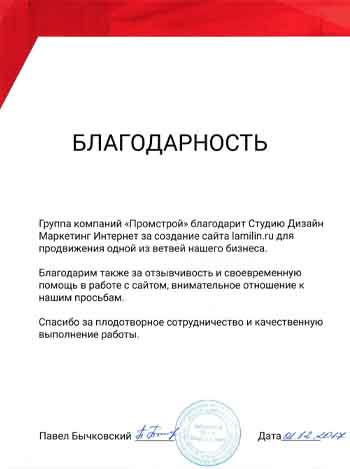 БЛАГОДАРНОСТЬ
Группа компаний «Промстрой» благодарит Студию Дизайн
Маркетинг Интернет за создание сайта lamilin.ru для
продвижения одной из ветвей нашего бизнеса.
Благодарим также за отзывчивость и своевременную
помощь в работе с сайтом, внимательное отношение к
нашим просьбам.
Спасибо за плодотворное сотрудничество и качественную
выполнение работы.
Павел Бычковский Дата 01.12.2017